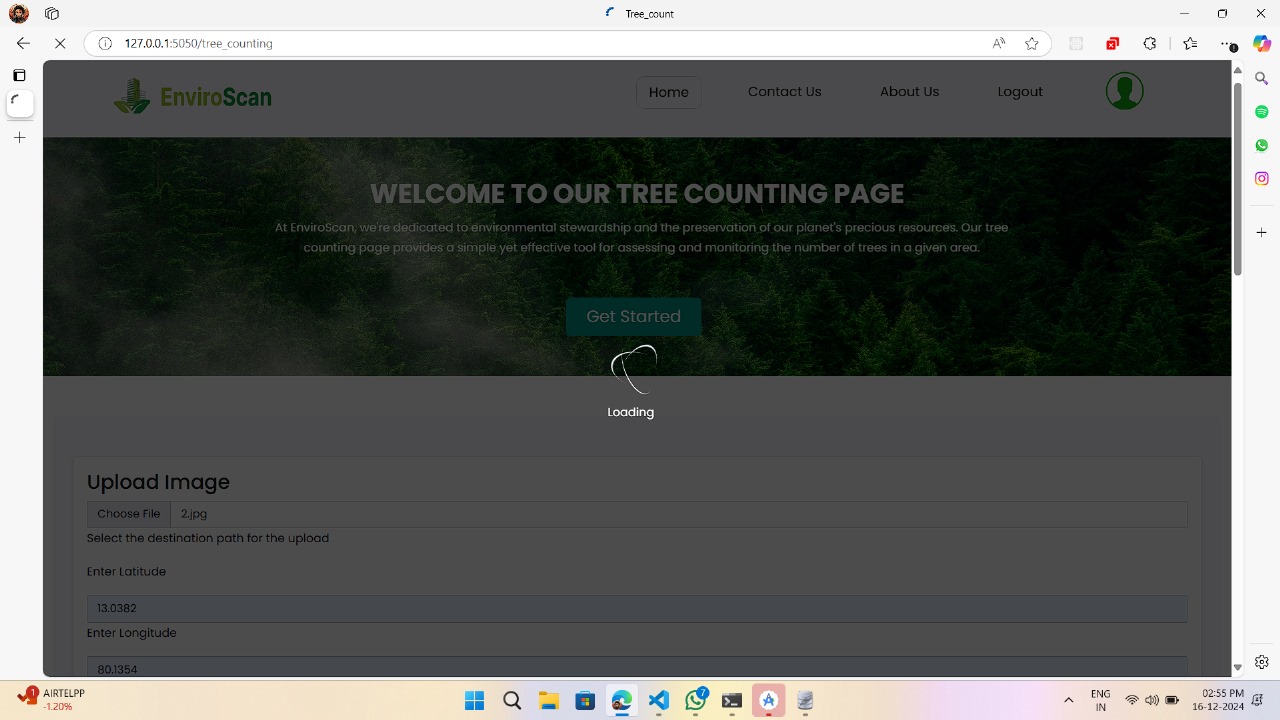 Tree_count
127.0.0.1:5050/tree_counting
EnviroScan
Home
Contact Us
About Us
Logout
WELCOME TO OUR TREE COUNTING PAGE
At EnviroScan, we're dedicated to environmental stewardship and the preservation of our planet's precious resources. Our tree
counting page provides a simple yet effective tool for assessing and monitoring the number of trees in a given area.
Get Started
Loading
Upload Image
Choose File
2.jpg
Select the destination path for the upload
Enter Latitude
13.0382
Enter Longitude
80.1354
1
AIRTELPP
-1.20%
7
ENG
IN
02:55 PM
16-12-2024